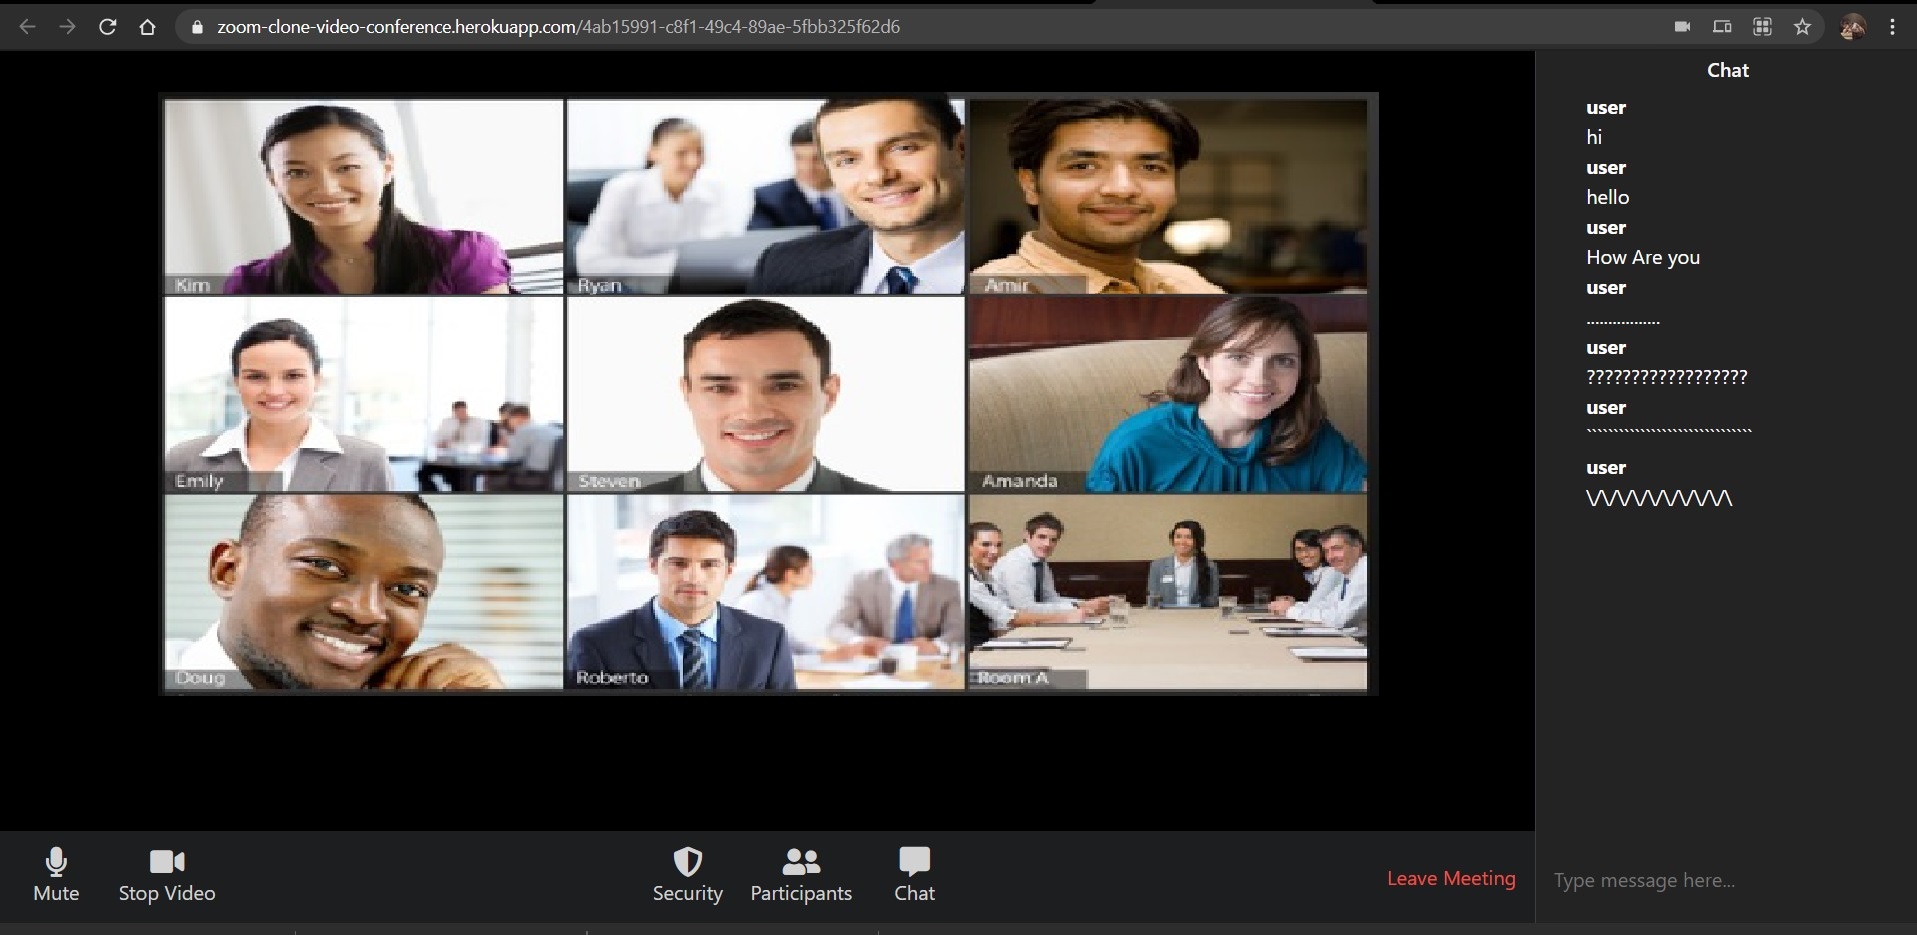 zoom-clone-video-conference.herokuapp.com/4ab15991-c8f1-49c4-89ae-5fbb325f62d6
Kim
Ryan
Amir
Emily
Steven
Amanda
Doug
Roberto
Room A
Mute
Stop Video
Security
Participants
Chat
Leave Meeting
Chat
user
hi
user
hello
user
How Are you
user
.................
user
??????????????????
user
``````````````````````````````
user
\/\/\/\/\/\/\/\/\/\
Type message here...